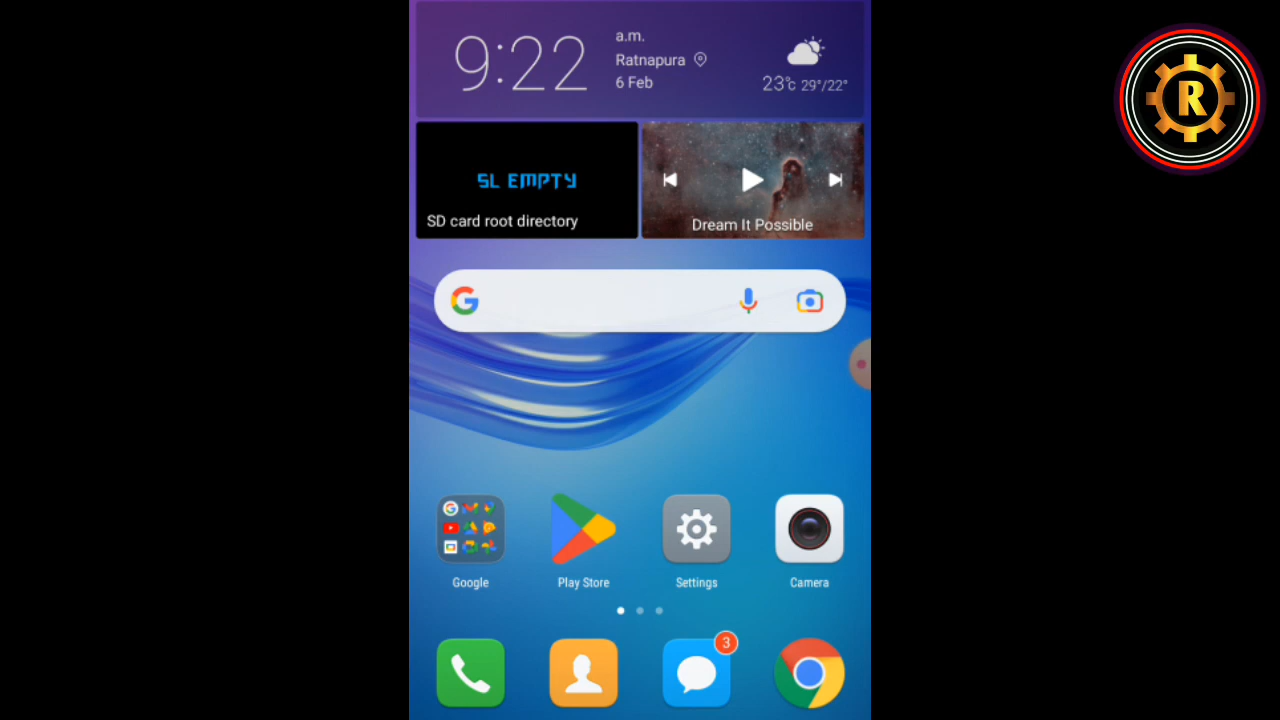 9:22
a.m.
Ratnapura
6 Feb
23°c 29°/22°
SL EMPTY
SD card root directory
Dream It Possible
Google
Play Store
Settings
Camera
3
R